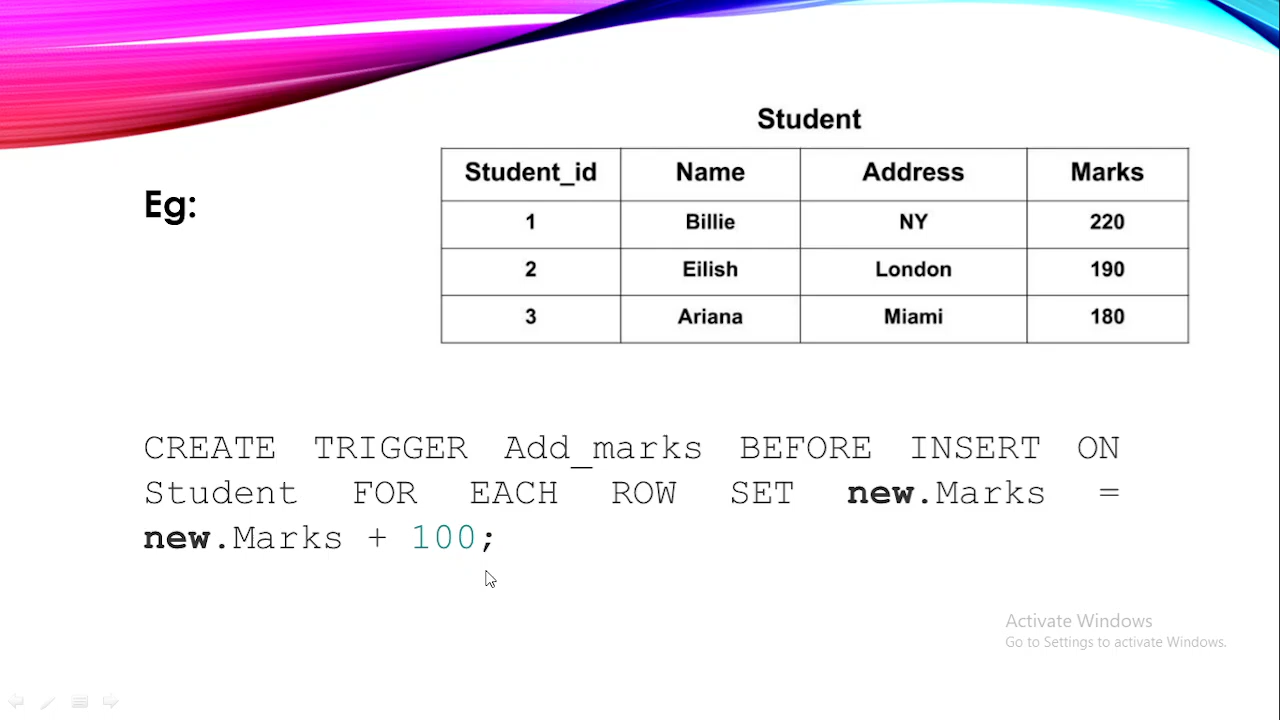 Student
Eg:
Student_id Name Address Marks
1 Billie NY 220
2 Eilish London 190
3 Ariana Miami 180
CREATE TRIGGER Add_marks BEFORE INSERT ON
Student FOR EACH ROW SET new.Marks =
new.Marks + 100;
Activate Windows
Go to Settings to activate Windows.